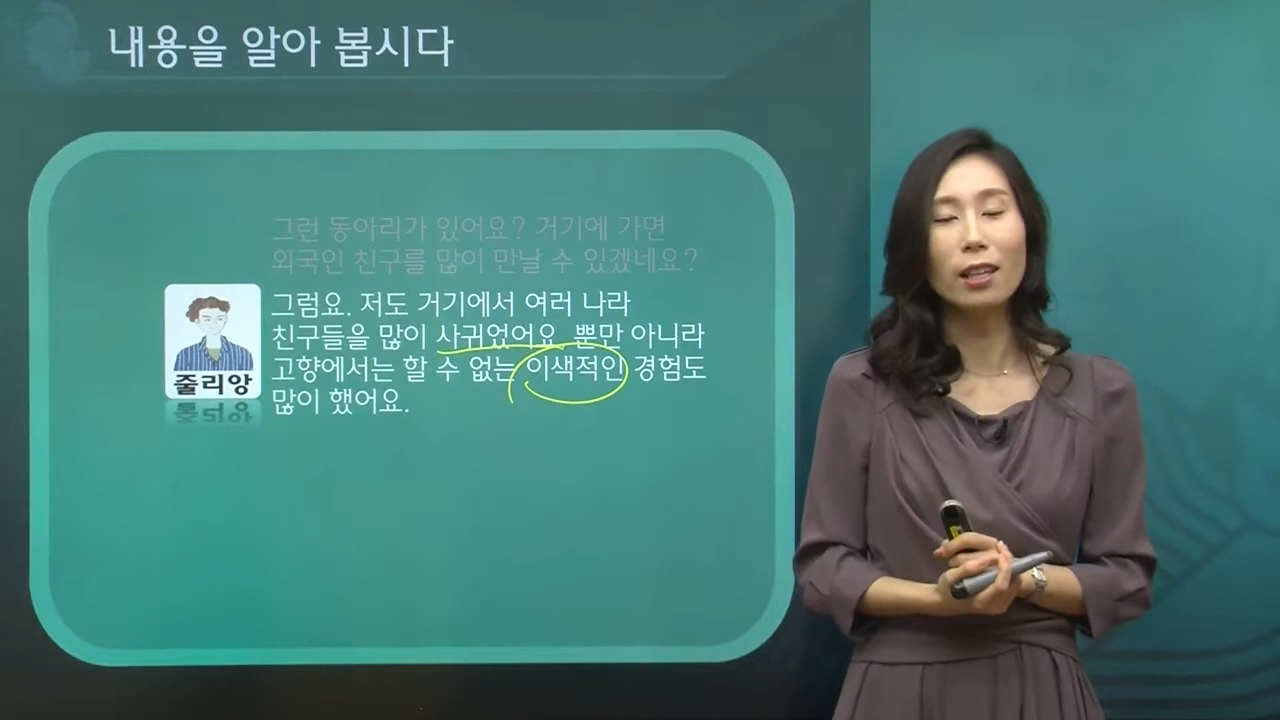 내용을 알아 봅시다
그런 동아리가 있어요? 거기에 가면
외국인 친구를 많이 만날 수 있겠네요?
그럼요. 저도 거기에서 여러 나라
친구들을 많이 사귀었어요. 뿐만 아니라
고향에서는 할 수 없는 이색적인 경험도
많이 했어요.
줄리앙